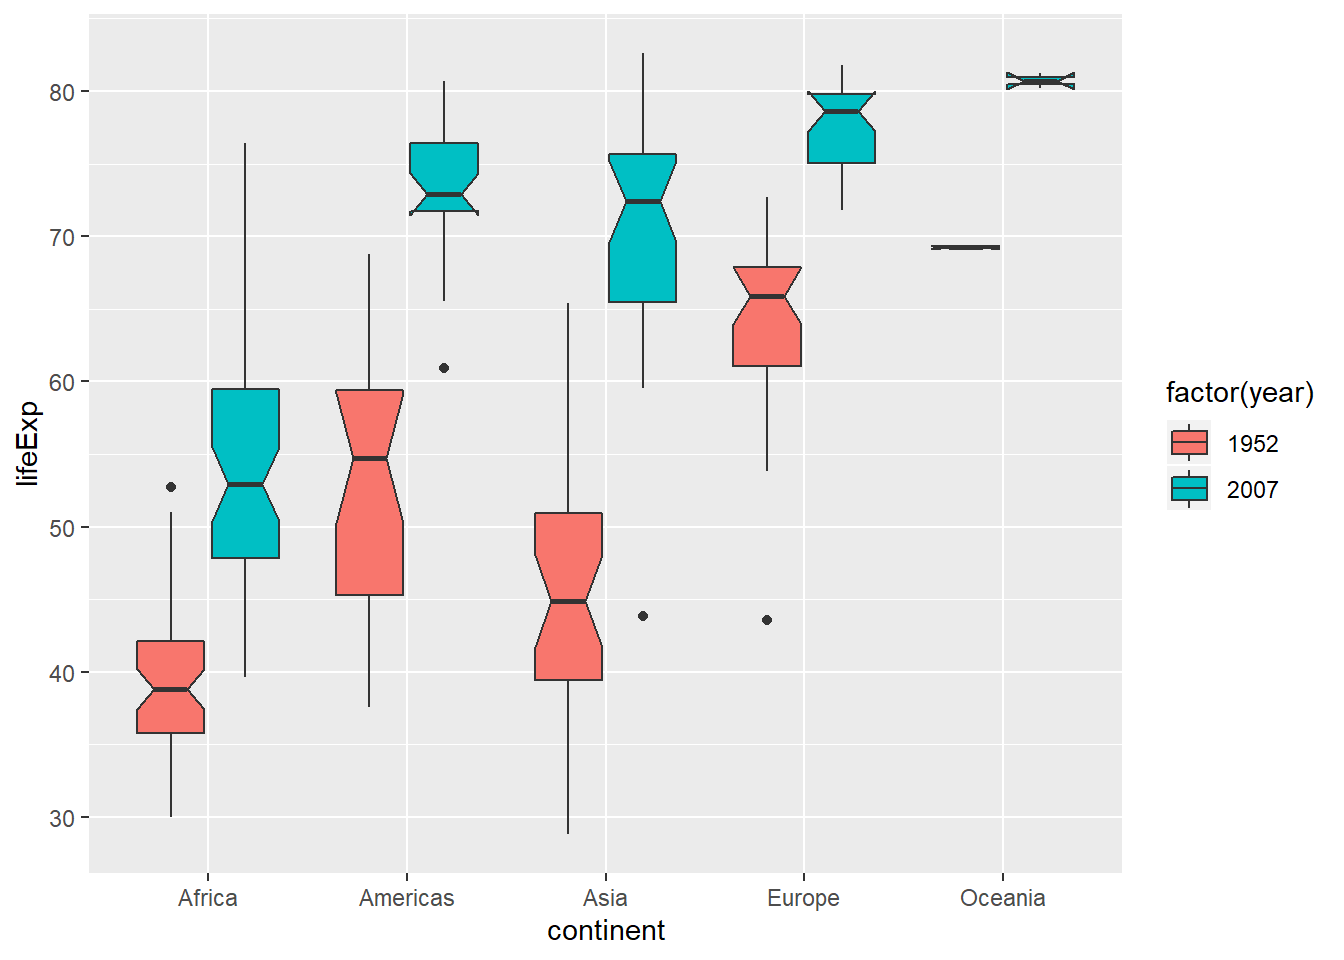 80
70
60
50
40
30
lifeExp
Africa
Americas
Asia
Europe
Oceania
continent
factor(year)
1952
2007